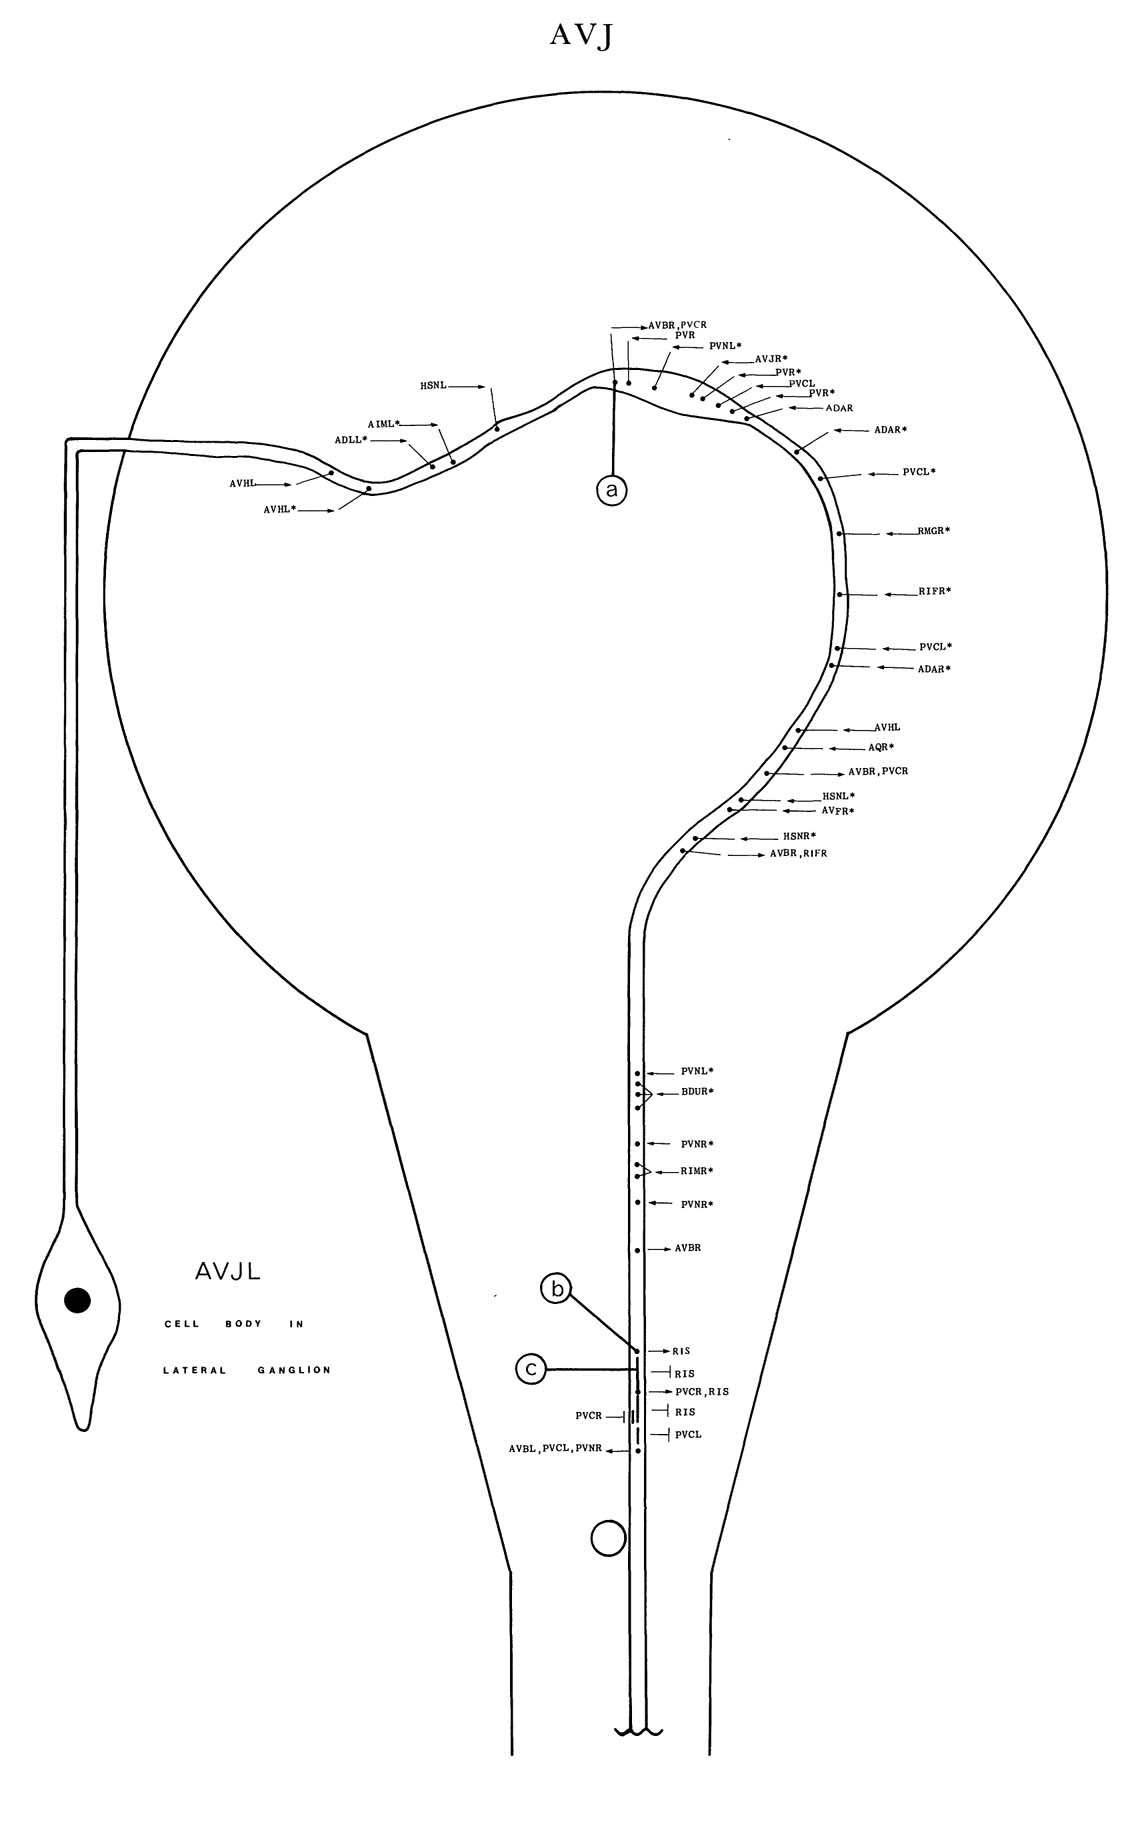 AVJ
AVBR,PVCR
PVR
PVNL*
AVJR*
PVR*
PVCL
PVR*
ADAR
HSNL
AIML*
ADLL*
ADAR*
PVCL*
AVHL
AVHL*
a
RMGR*
RIFR*
PVCL*
ADAR*
AVHL
AQR*
AVBR,PVCR
HSNL*
AVFR*
HSNR*
AVBR,RIFR
PVNL*
BDUR*
PVNR*
RIMR*
PVNR*
AVBR
AVJL
CELL BODY IN
LATERAL GANGLION
b
RIS
c
RIS
PVCR,RIS
RIS
PVCR
PVCL
AVBL,PVCL,PVNR